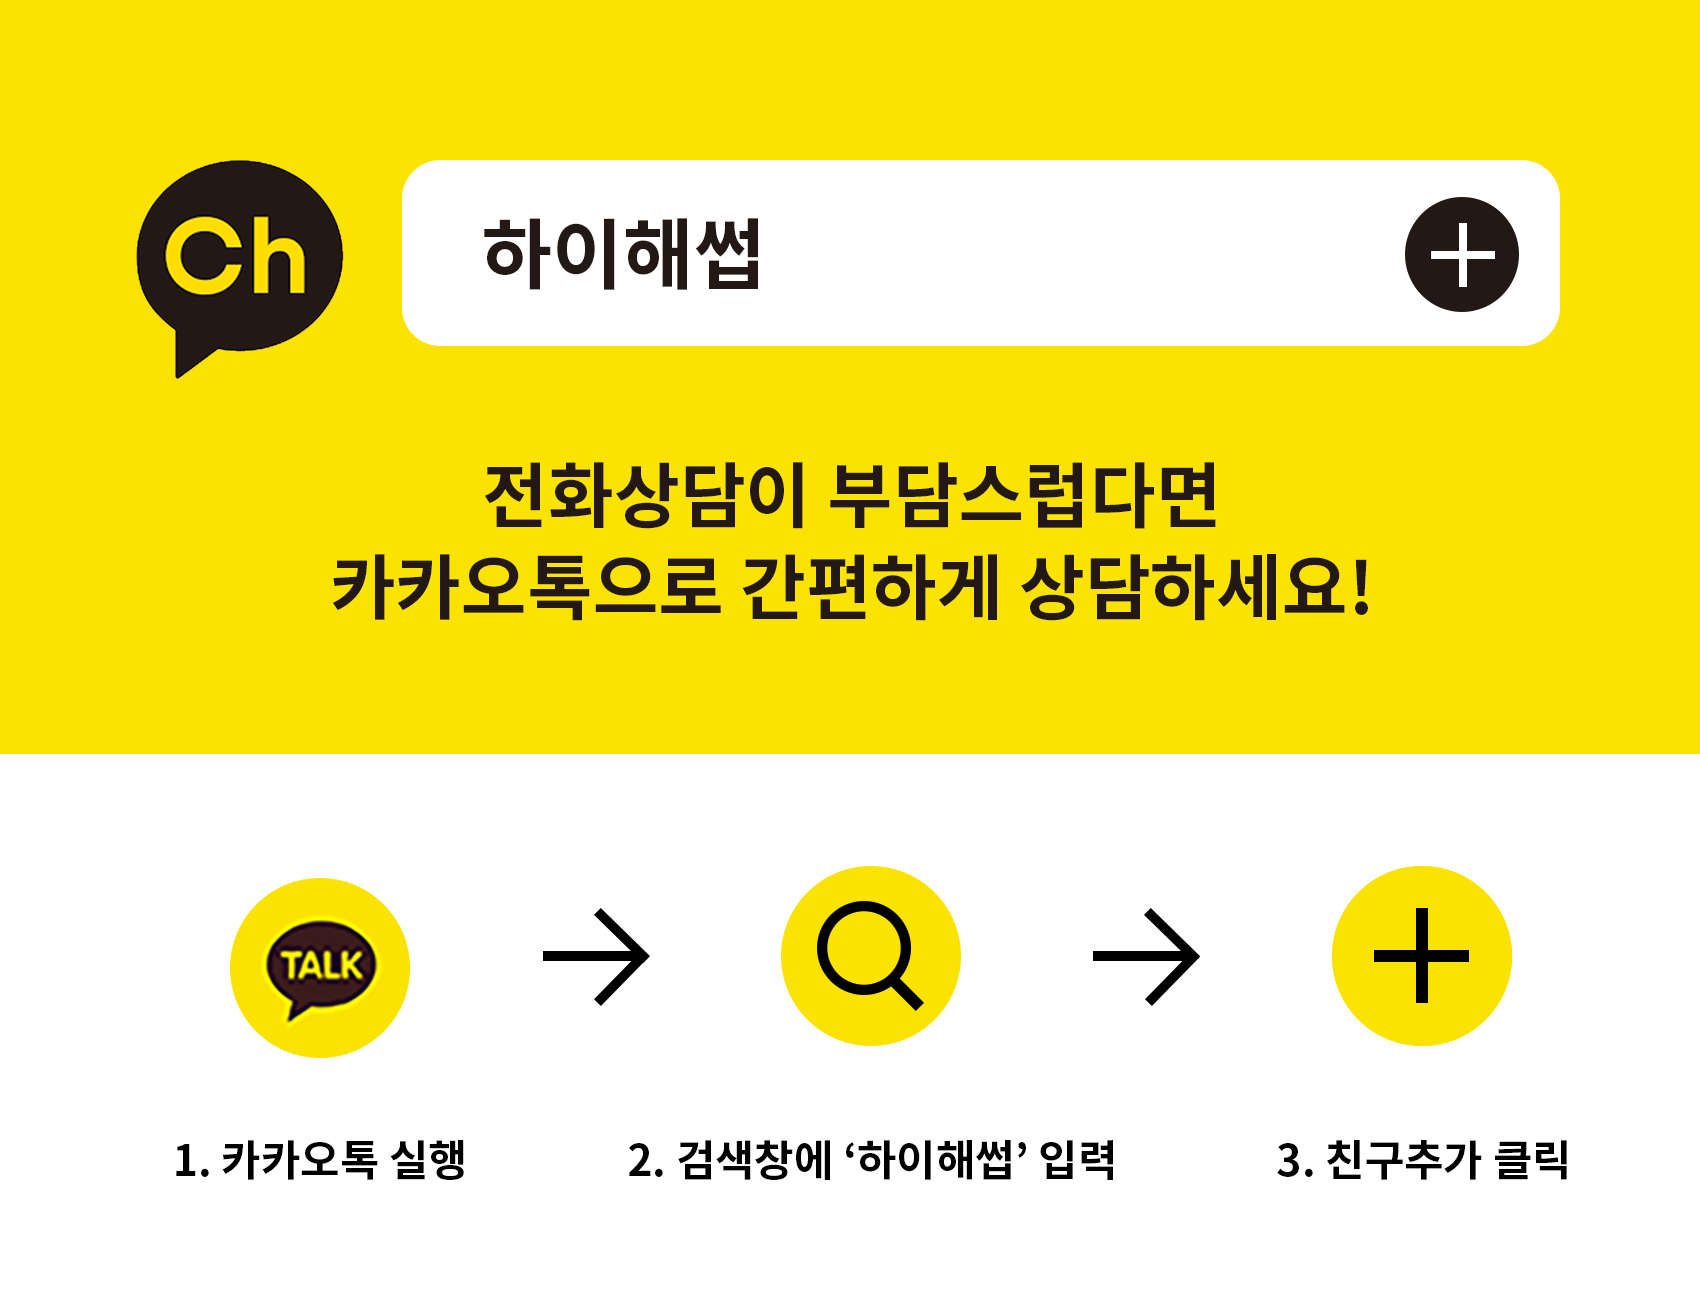 Ch
하이해썹
전화상담이 부담스럽다면
카카오톡으로 간편하게 상담하세요!
TALK
1. 카카오톡 실행
2. 검색창에 ‘하이해썹’ 입력
3. 친구추가 클릭